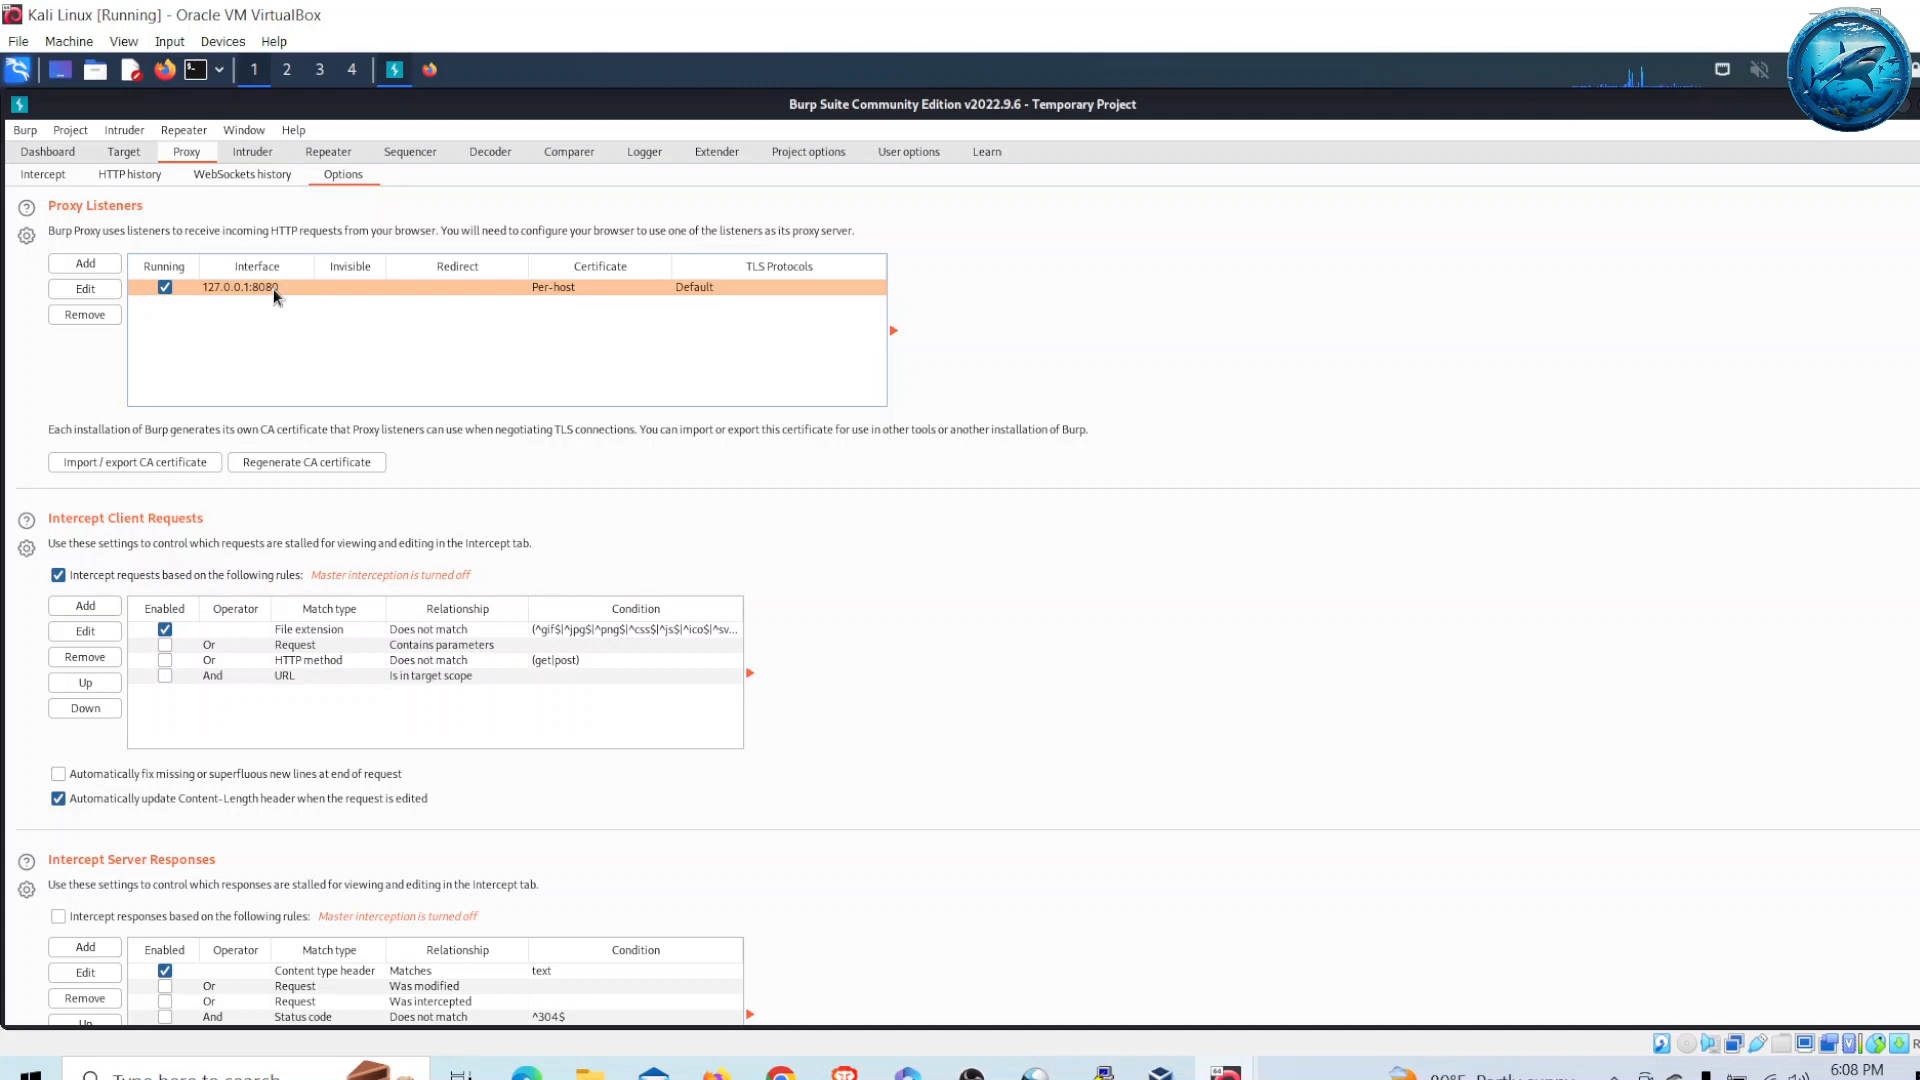 Kali Linux [Running] - Oracle VM VirtualBox
File Machine View Input Devices Help
1 2 3 4
Burp Suite Community Edition v2022.9.6 - Temporary Project
Burp Project Intruder Repeater Window Help
Dashboard Target Proxy Intruder Repeater Sequencer Decoder Comparer Logger Extender Project options User options Learn
Intercept HTTP history WebSockets history Options
Proxy Listeners
Burp Proxy uses listeners to receive incoming HTTP requests from your browser. You will need to configure your browser to use one of the listeners as its proxy server.
Add Running Interface Invisible Redirect Certificate TLS Protocols
Edit 127.0.0.1:8080 Per-host Default
Remove
Each installation of Burp generates its own CA certificate that Proxy listeners can use when negotiating TLS connections. You can import or export this certificate for use in other tools or another installation of Burp.
Import / export CA certificate Regenerate CA certificate
Intercept Client Requests
Use these settings to control which requests are stalled for viewing and editing in the Intercept tab.
Intercept requests based on the following rules: Master interception is turned off
Add Enabled Operator Match type Relationship Condition
Edit File extension Does not match (^gif$|^jpg$|^png$|^css$|^js$|^ico$|^sv...
Or Request Contains parameters
Remove Or HTTP method Does not match (get|post)
Up And URL Is in target scope
Down
Automatically fix missing or superfluous new lines at end of request
Automatically update Content-Length header when the request is edited
Intercept Server Responses
Use these settings to control which responses are stalled for viewing and editing in the Intercept tab.
Intercept responses based on the following rules: Master interception is turned off
Add Enabled Operator Match type Relationship Condition
Edit Content type header Matches text
Or Request Was modified
Remove Or Request Was intercepted
Up And Status code Does not match ^304$
Type here to search
90°F Partly sunny
6:08 PM